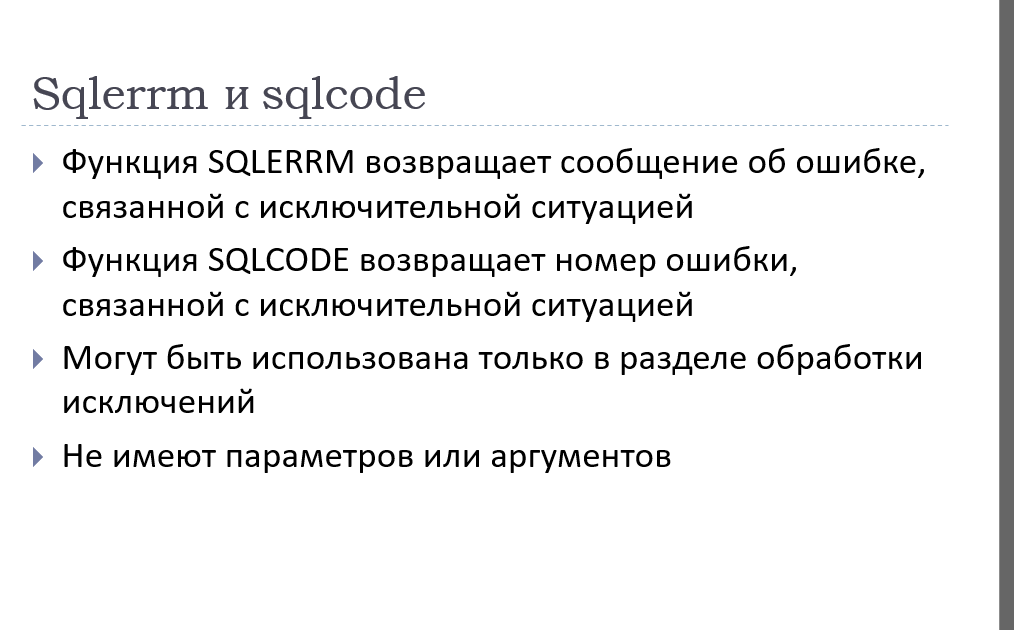 Sqlerrm и sqlcode
Функция SQLERRM возвращает сообщение об ошибке,
связанной с исключительной ситуацией
Функция SQLCODE возвращает номер ошибки,
связанной с исключительной ситуацией
Могут быть использована только в разделе обработки
исключений
Не имеют параметров или аргументов